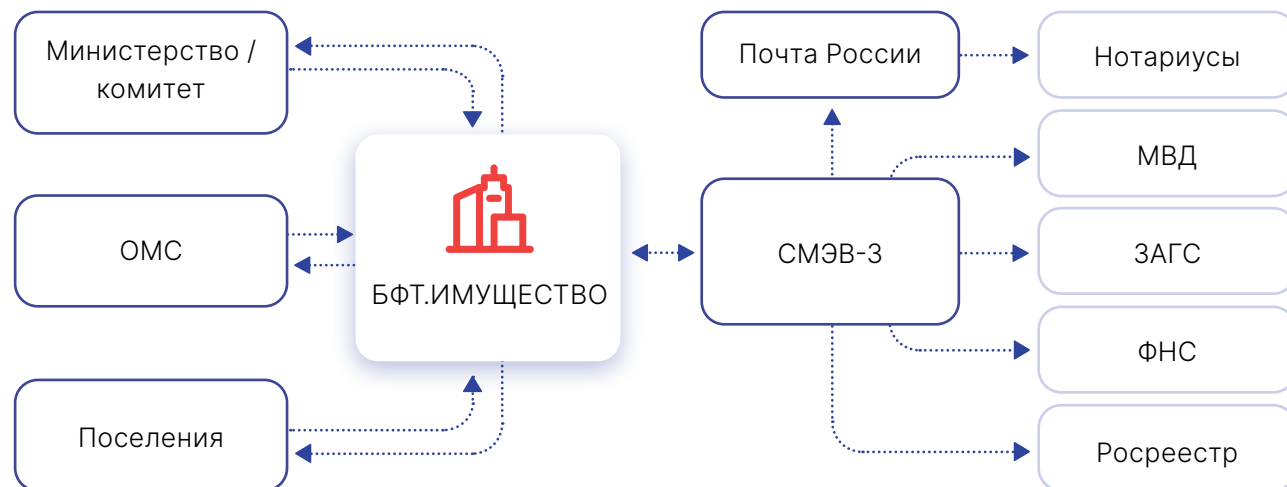 Министерство /
комитет
ОМС
Поселения
БФТ.ИМУЩЕСТВО
Почта России
СМЭВ-3
Нотариусы
МВД
ЗАГС
ФНС
Росреестр